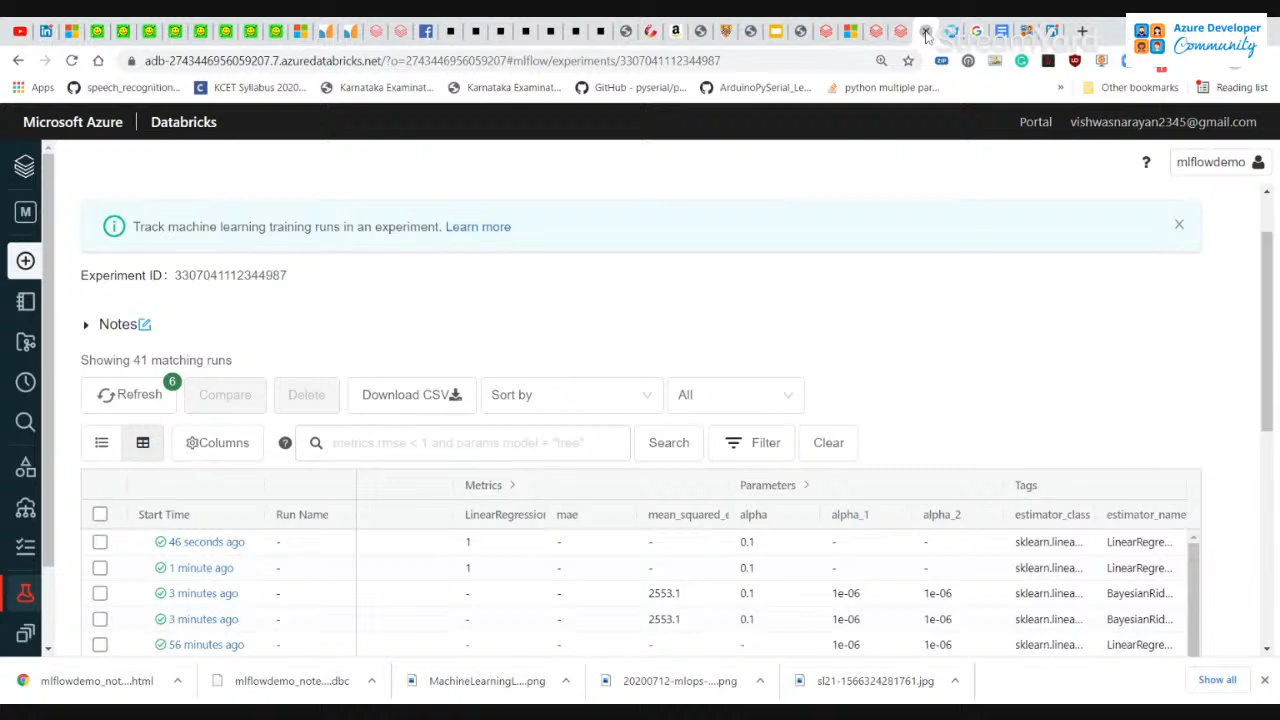 Azure Developer
Community
StreamYard
adb-2743446956059207.7.azuredatabricks.net/?o=2743446956059207#mlflow/experiments/3307041112344987
Apps
speech_recognition...
KCET Syllabus 2020...
Karnataka Examinat...
Karnataka Examinat...
GitHub - pyserial/p...
ArduinoPySerial_Le...
python multiple par...
»
Other bookmarks
Reading list
Microsoft Azure
Databricks
Portal
vishwasnarayan2345@gmail.com
? mlflowdemo
Track machine learning training runs in an experiment. Learn more
Experiment ID: 3307041112344987
Notes
Showing 41 matching runs
Refresh 6 Compare Delete Download CSV Sort by All
Columns metrics.rmse < 1 and params.model = "tree" Search Filter Clear
Metrics > Parameters > Tags
Start Time Run Name LinearRegression mae mean_squared_e alpha alpha_1 alpha_2 estimator_class estimator_name
46 seconds ago - 1 - - 0.1 - - sklearn.linea... LinearRegre...
1 minute ago - 1 - - 0.1 - - sklearn.linea... LinearRegre...
3 minutes ago - - - 2553.1 0.1 1e-06 1e-06 sklearn.linea... BayesianRid...
3 minutes ago - - - 2553.1 0.1 1e-06 1e-06 sklearn.linea... BayesianRid...
56 minutes ago - - - - - 1e-06 1e-06 sklearn.linea... LinearRegre...
mlflowdemo_not....html
mlflowdemo_note....dbc
MachineLearningL....png
20200712-mlops-....png
sl21-1566324281761.jpg
Show all